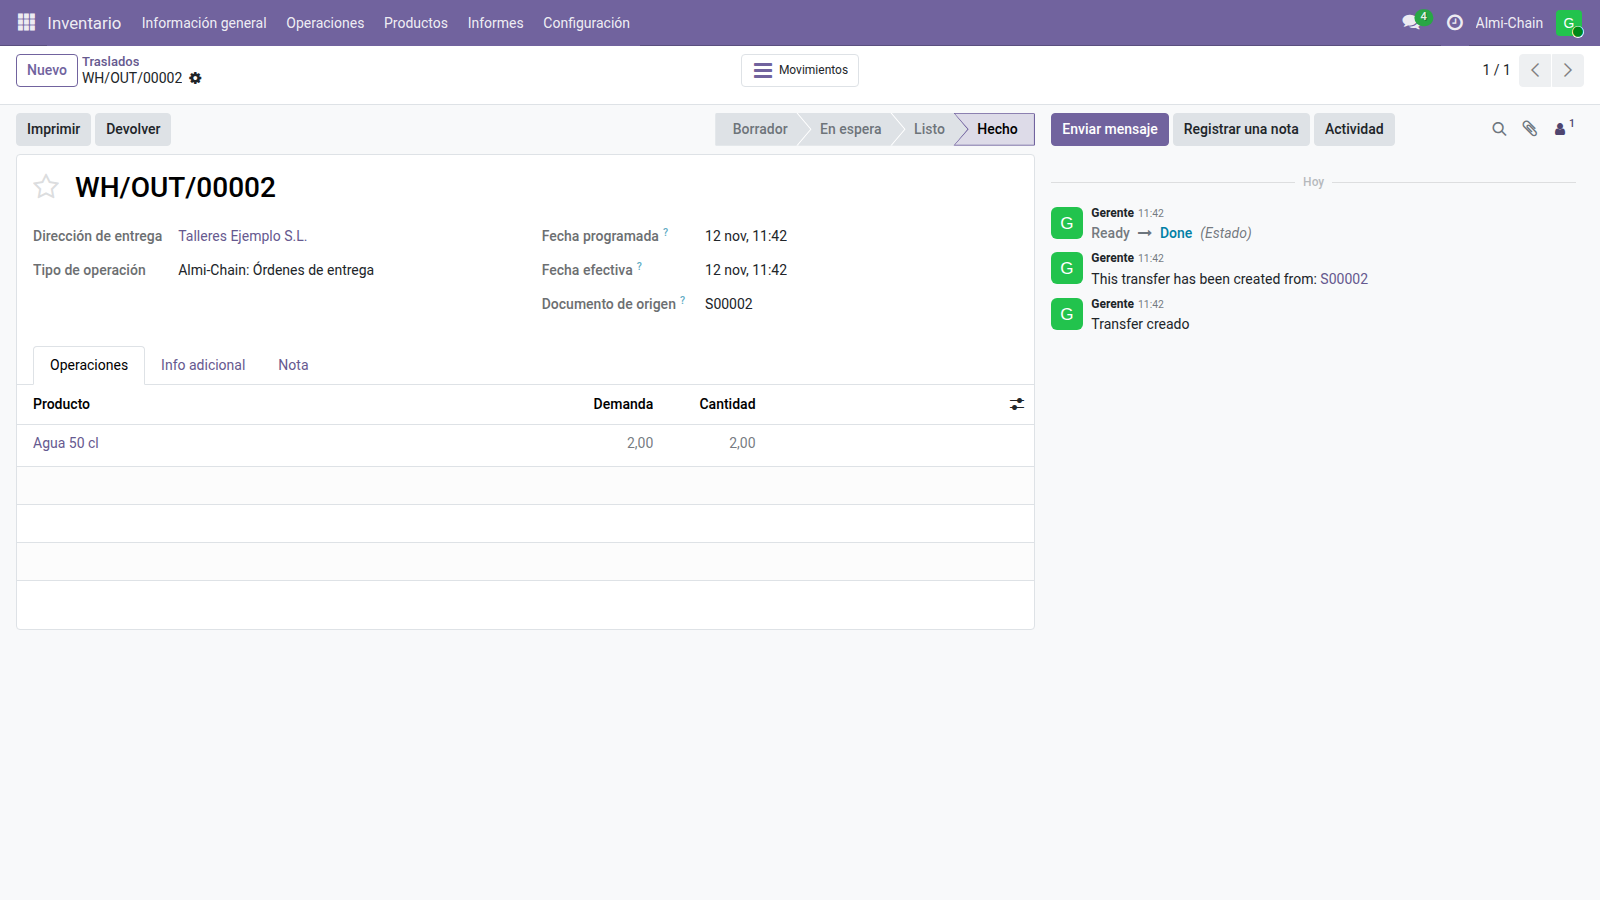 Inventario Información general Operaciones Productos Informes Configuración 4 Almi-Chain G
Nuevo Traslados
WH/OUT/00002
Movimientos
1 / 1
Imprimir Devolver Borrador En espera Listo Hecho Enviar mensaje Registrar una nota Actividad 1
WH/OUT/00002
Dirección de entrega Talleres Ejemplo S.L.
Tipo de operación Almi-Chain: Órdenes de entrega
Fecha programada ? 12 nov, 11:42
Fecha efectiva ? 12 nov, 11:42
Documento de origen ? S00002
Operaciones Info adicional Nota
Producto Demanda Cantidad
Agua 50 cl 2,00 2,00
Hoy
G Gerente 11:42
Ready → Done (Estado)
G Gerente 11:42
This transfer has been created from: S00002
G Gerente 11:42
Transfer creado